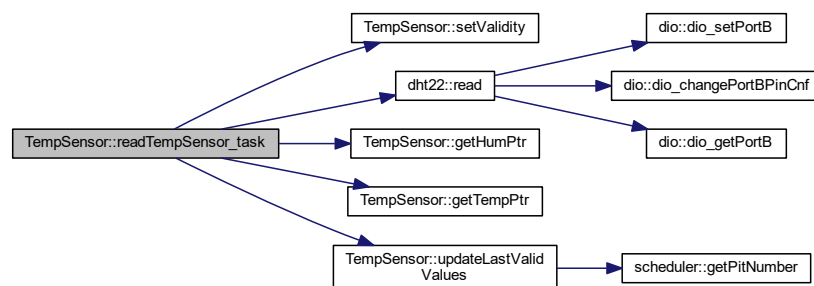 TempSensor::setValidity
dio::dio_setPortB
dht22::read
dio::dio_changePortBPinCnf
TempSensor::readTempSensor_task
TempSensor::getHumPtr
dio::dio_getPortB
TempSensor::getTempPtr
TempSensor::updateLastValid
Values
scheduler::getPitNumber